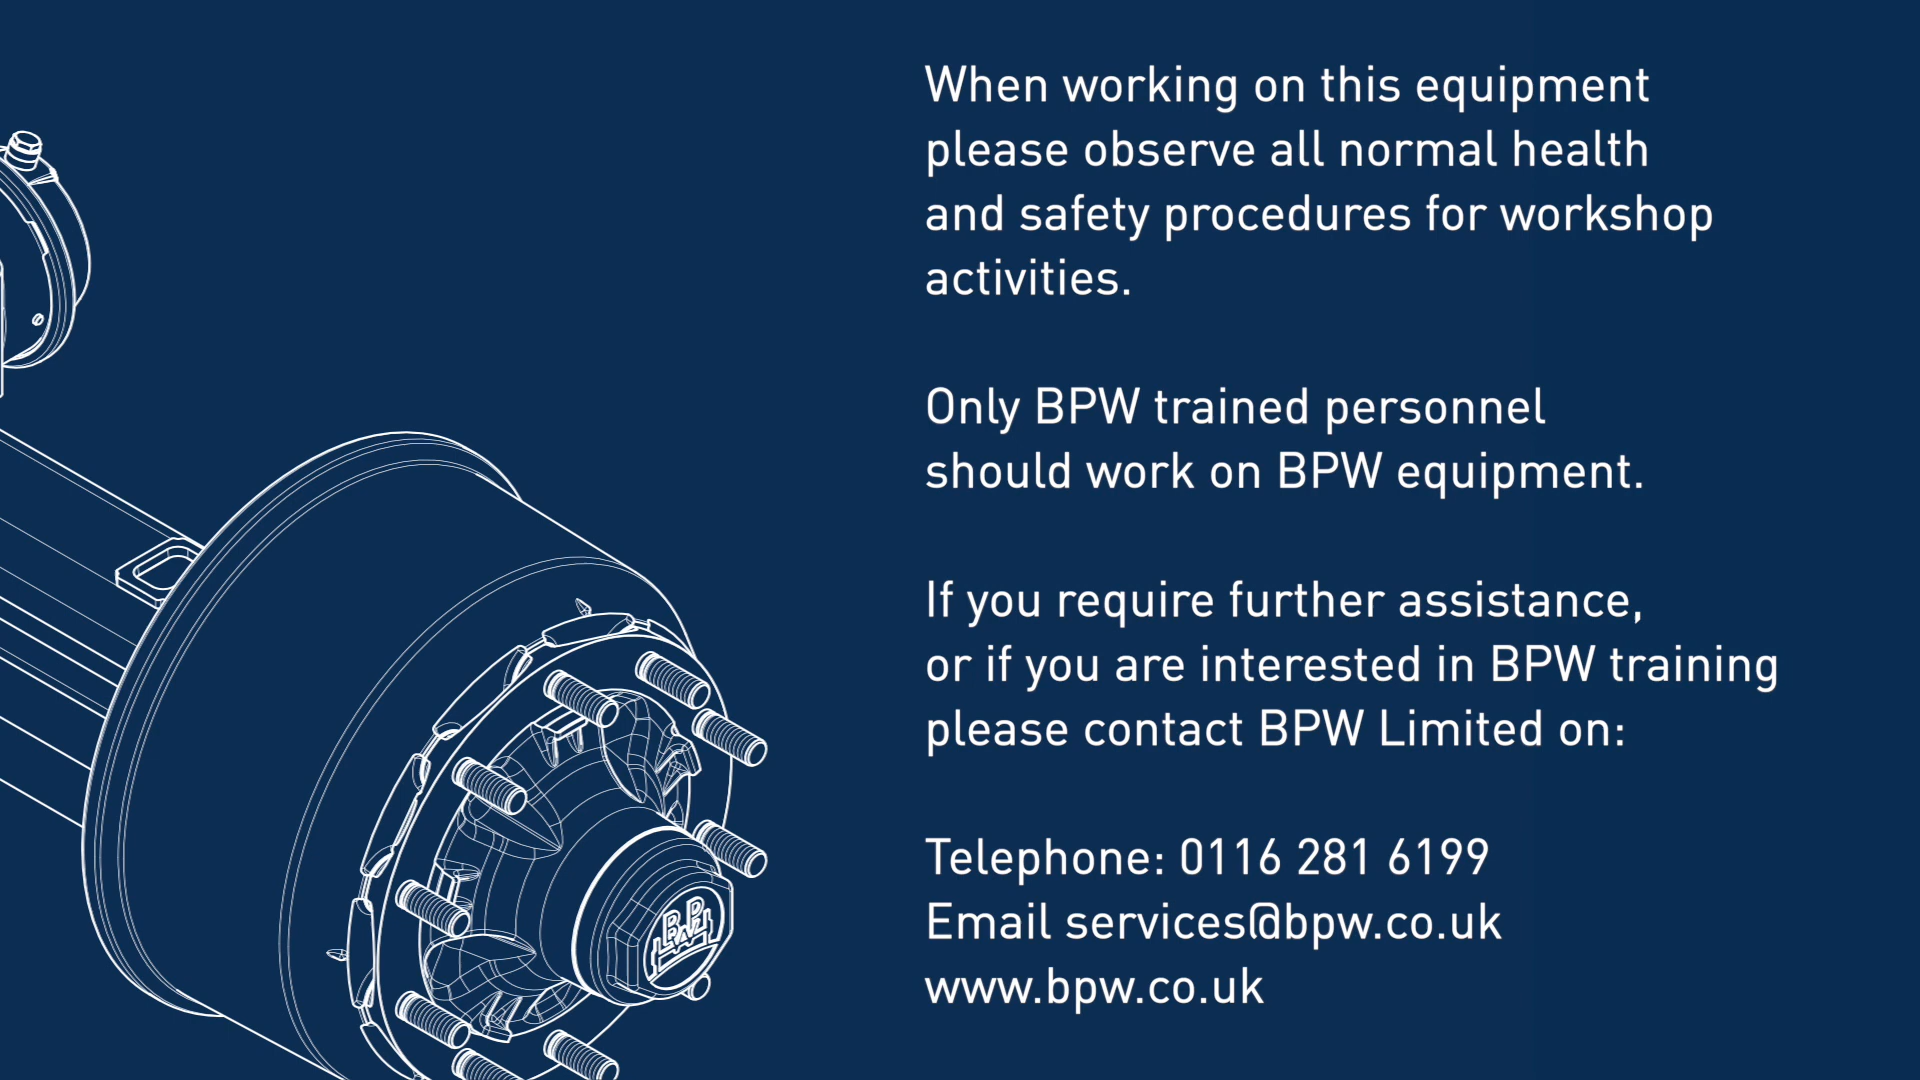 When working on this equipment
please observe all normal health
and safety procedures for workshop
activities.
Only BPW trained personnel
should work on BPW equipment.
If you require further assistance,
or if you are interested in BPW training
please contact BPW Limited on:
Telephone: 0116 281 6199
Email services@bpw.co.uk
www.bpw.co.uk
BPW